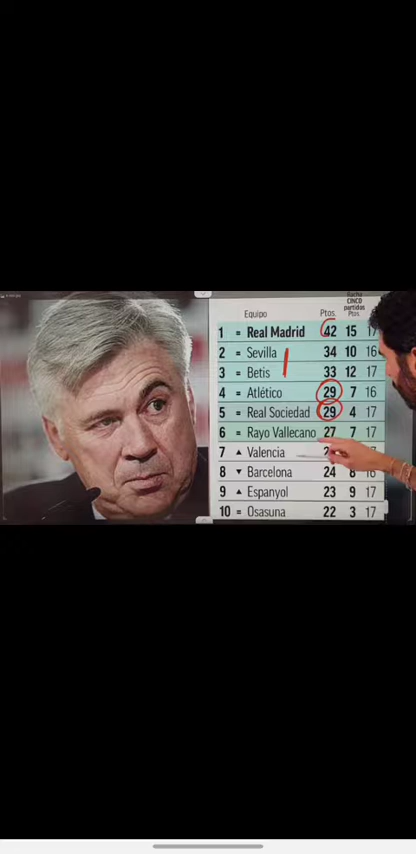 Equipo Ptos. Racha CINCO partidos Ptos.
1 = Real Madrid 42 15 17
2 = Sevilla 34 10 16
3 = Betis 33 12 17
4 = Atlético 29 7 16
5 = Real Sociedad 29 4 17
6 = Rayo Vallecano 27 7 17
7 ▲ Valencia
8 ▼ Barcelona 24 8 16
9 ▲ Espanyol 23 9 17
10 = Osasuna 22 3 17